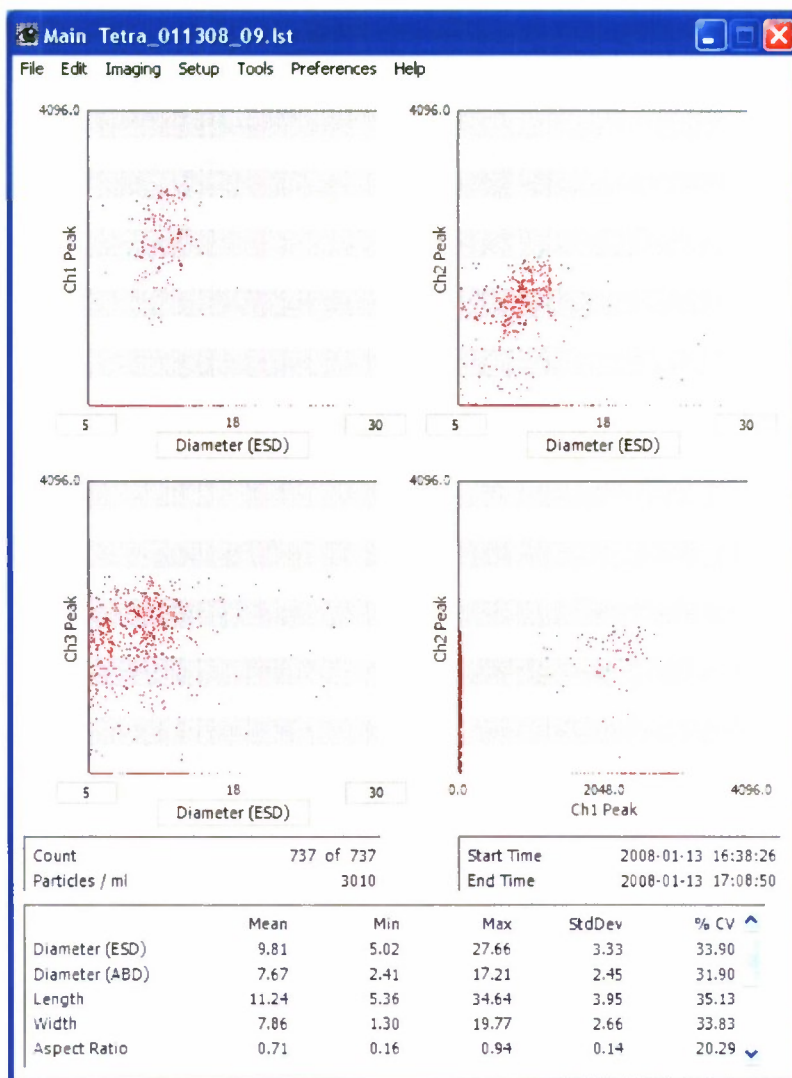 Main Tetra_011308_09.lst
File Edit Imaging Setup Tools Preferences Help
4096.0
Ch1 Peak
5 18 30
Diameter (ESD)
4096.0
Ch2 Peak
5 18 30
Diameter (ESD)
4096.0
Ch3 Peak
5 18 30
Diameter (ESD)
4096.0
Ch2 Peak
0.0 2048.0 4096.0
Ch1 Peak
Count 737 of 737
Particles / ml 3010
Start Time 2008-01-13 16:38:26
End Time 2008-01-13 17:08:50
Mean Min Max StdDev % CV
Diameter (ESD) 9.81 5.02 27.66 3.33 33.90
Diameter (ABD) 7.67 2.41 17.21 2.45 31.90
Length 11.24 5.36 34.64 3.95 35.13
Width 7.86 1.30 19.77 2.66 33.83
Aspect Ratio 0.71 0.16 0.94 0.14 20.29